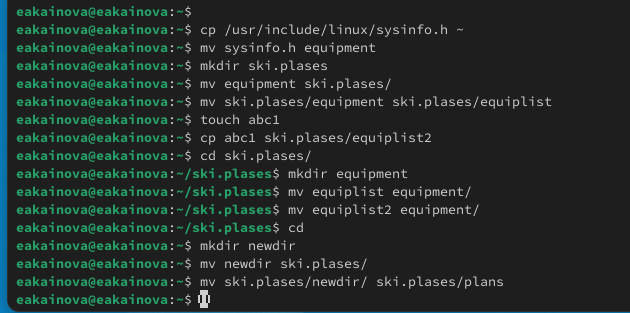 eakainova@eakainova:~$
eakainova@eakainova:~$ cp /usr/include/linux/sysinfo.h ~
eakainova@eakainova:~$ mv sysinfo.h equipment
eakainova@eakainova:~$ mkdir ski.plases
eakainova@eakainova:~$ mv equipment ski.plases/
eakainova@eakainova:~$ mv ski.plases/equipment ski.plases/equiplist
eakainova@eakainova:~$ touch abc1
eakainova@eakainova:~$ cp abc1 ski.plases/equiplist2
eakainova@eakainova:~$ cd ski.plases/
eakainova@eakainova:~/ski.plases$ mkdir equipment
eakainova@eakainova:~/ski.plases$ mv equiplist equipment/
eakainova@eakainova:~/ski.plases$ mv equiplist2 equipment/
eakainova@eakainova:~/ski.plases$ cd
eakainova@eakainova:~$ mkdir newdir
eakainova@eakainova:~$ mv newdir ski.plases/
eakainova@eakainova:~$ mv ski.plases/newdir/ ski.plases/plans
eakainova@eakainova:~$